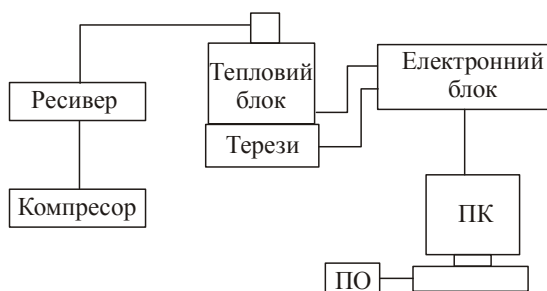 Тепловий
блок
Електронний
блок
Ресивер
Терези
Компресор
ПК
ПО